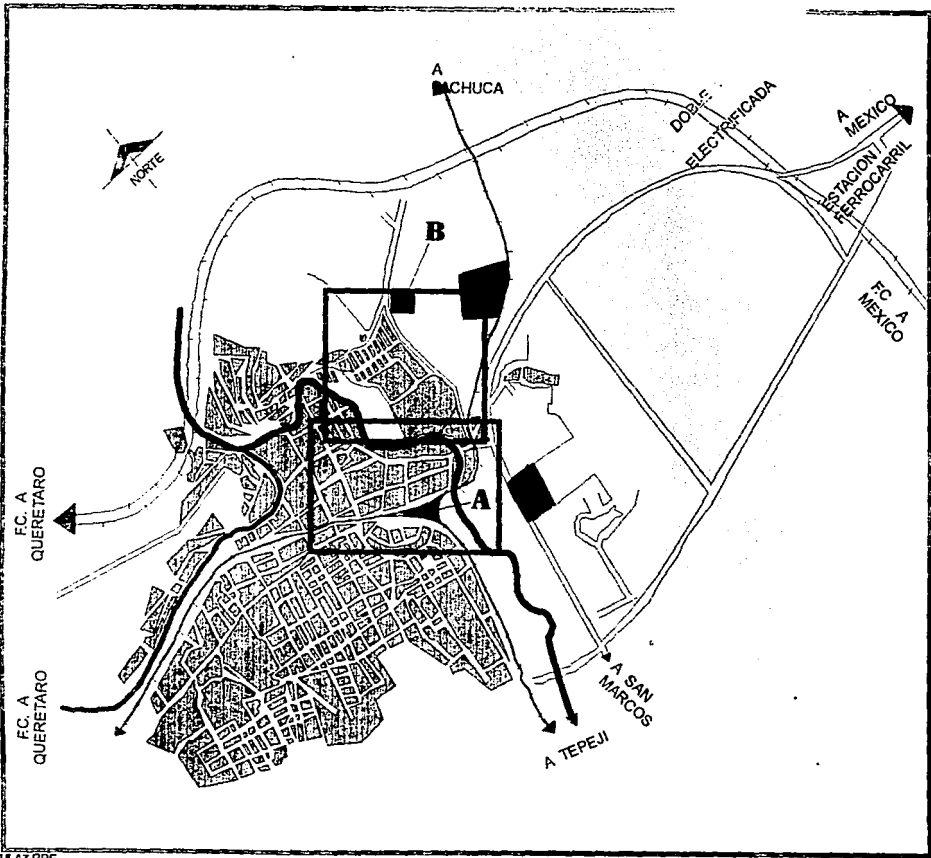 A
PACHUCA
DOBLE
ELECTRIFICADA
A
MEXICO
ESTACION
FERROCARRIL
NORTE
B
F.C. A
MEXICO
F.C. A
QUERETARO
A
F.C. A
QUERETARO
A SAN
MARCOS
A TEPEJI